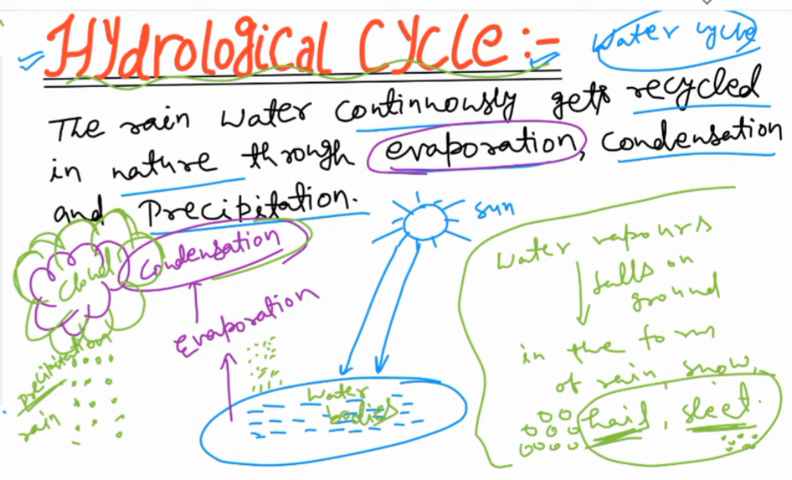 Hydrological Cycle:-
Water cycle
The rain water continuously gets recycled
in nature through evaporation, Condensation
and Precipitation.
sun
Condensation
Cloud
Evaporation
Precipitation
rain
Water
bodies
Water vapours
falls on
ground
in the form
of rain, snow,
hail, sleet.